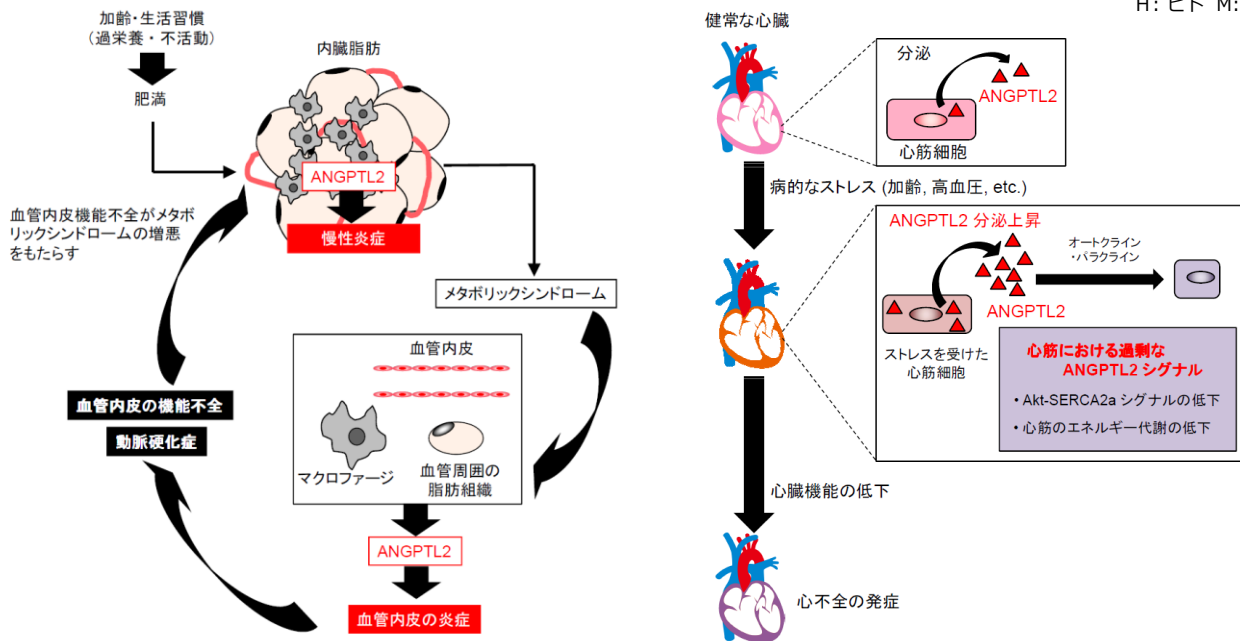 加齢・生活習慣
（過栄養・不活動）
肥満
内臓脂肪
ANGPTL2
慢性炎症
血管内皮機能不全がメタボ
リックシンドロームの増悪
をもたらす
メタボリックシンドローム
血管内皮
マクロファージ
血管周囲の
脂肪組織
血管内皮の機能不全
動脈硬化症
ANGPTL2
血管内皮の炎症
H: ヒト M:
健常な心臓
分泌
ANGPTL2
心筋細胞
病的なストレス (加齢, 高血圧, etc.)
ANGPTL2 分泌上昇
オートクライン
・パラクライン
ANGPTL2
ストレスを受けた
心筋細胞
心筋における過剰な
ANGPTL2 シグナル
・Akt-SERCA2a シグナルの低下
・心筋のエネルギー代謝の低下
心臓機能の低下
心不全の発症